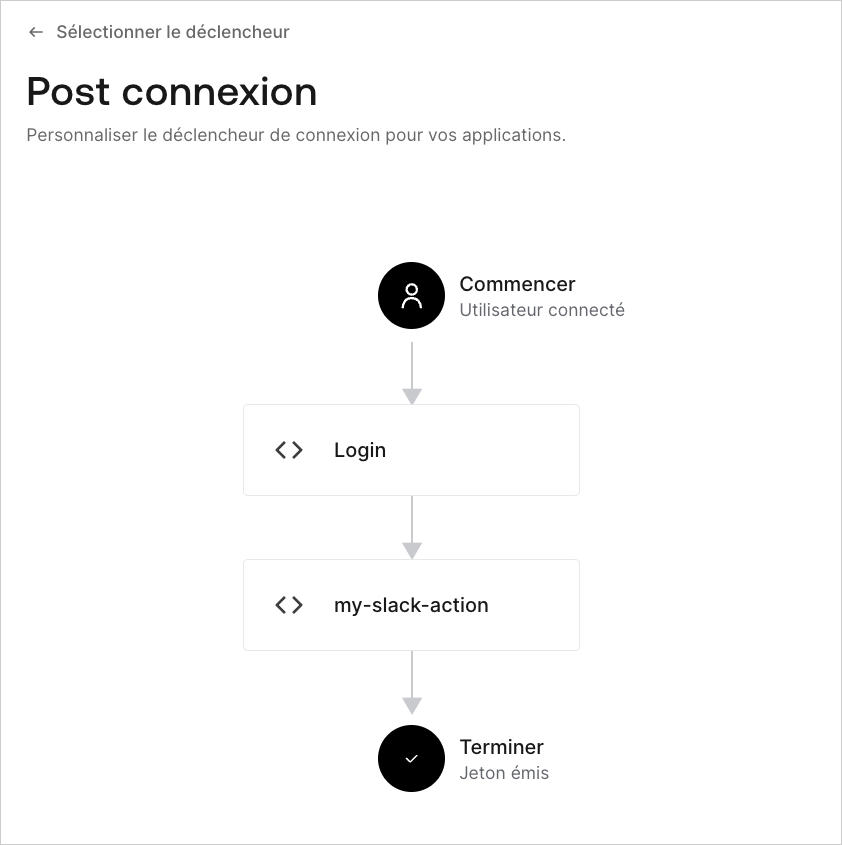 Sélectionner le déclencheur
Post connexion
Personnaliser le déclencheur de connexion pour vos applications.
Commencer
Utilisateur connecté
Login
my-slack-action
Terminer
Jeton émis